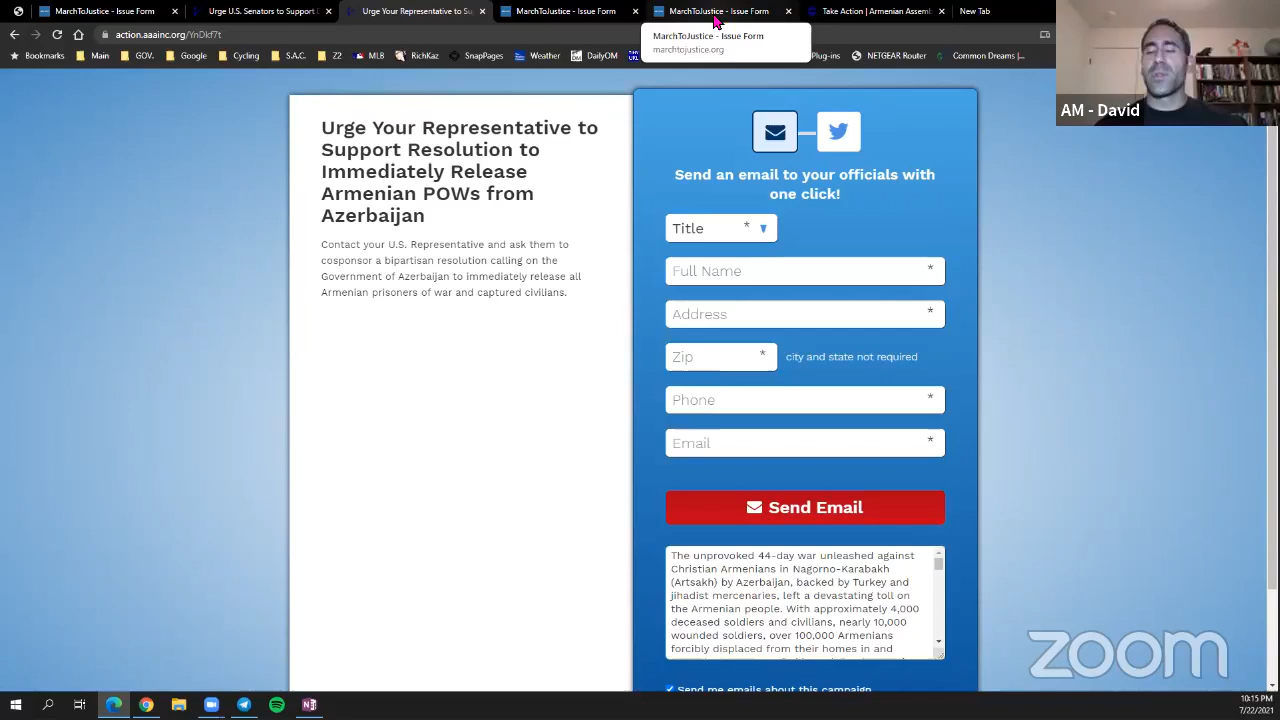 MarchToJustice - Issue Form
Urge U.S. Senators to Support Re
Urge Your Representative to Sup
MarchToJustice - Issue Form
MarchToJustice - Issue Form
Take Action | Armenian Assemb
New Tab
action.aaainc.org/YnDlcf7t
MarchToJustice - Issue Form
marchtojustice.org
Bookmarks
Main
GOV.
Google
Cycling
S.A.C.
Z
MLB
RichKaz
SnapPages
Weather
DailyOM
Plug-ins
NETGEAR Router
Common Dreams |
AM - David
Urge Your Representative to
Support Resolution to
Immediately Release
Armenian POWs from
Azerbaijan
Contact your U.S. Representative and ask them to
cosponsor a bipartisan resolution calling on the
Government of Azerbaijan to immediately release all
Armenian prisoners of war and captured civilians.
Send an email to your officials with
one click!
Title *
Full Name *
Address *
Zip * city and state not required
Phone *
Email *
Send Email
The unprovoked 44-day war unleashed against
Christian Armenians in Nagorno-Karabakh
(Artsakh) by Azerbaijan, backed by Turkey and
jihadist mercenaries, left a devastating toll on
the Armenian people. With approximately 4,000
deceased soldiers and civilians, nearly 10,000
wounded soldiers, over 100,000 Armenians
forcibly displaced from their homes in and
Send me emails about this campaign
zoom
10:15 PM
7/22/2021